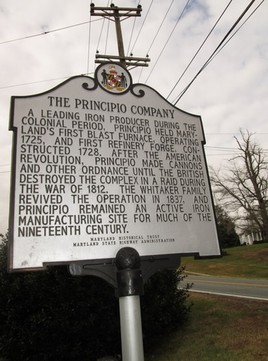 THE PRINCIPIO COMPANY
A LEADING IRON PRODUCER DURING THE
COLONIAL PERIOD, PRINCIPIO HELD MARY-
LAND'S FIRST BLAST FURNACE, OPERATING
1725, AND FIRST REFINERY FORGE, CON-
STRUCTED 1728. AFTER THE AMERICAN
REVOLUTION, PRINCIPIO MADE CANNONS
AND OTHER ORDNANCE UNTIL THE BRITISH
DESTROYED THE COMPLEX IN A RAID DURING
THE WAR OF 1812. THE WHITAKER FAMILY
REVIVED THE OPERATION IN 1837, AND
PRINCIPIO REMAINED AN ACTIVE IRON
MANUFACTURING SITE FOR MUCH OF THE
NINETEENTH CENTURY.
MARYLAND HISTORICAL TRUST
MARYLAND STATE HIGHWAY ADMINISTRATION